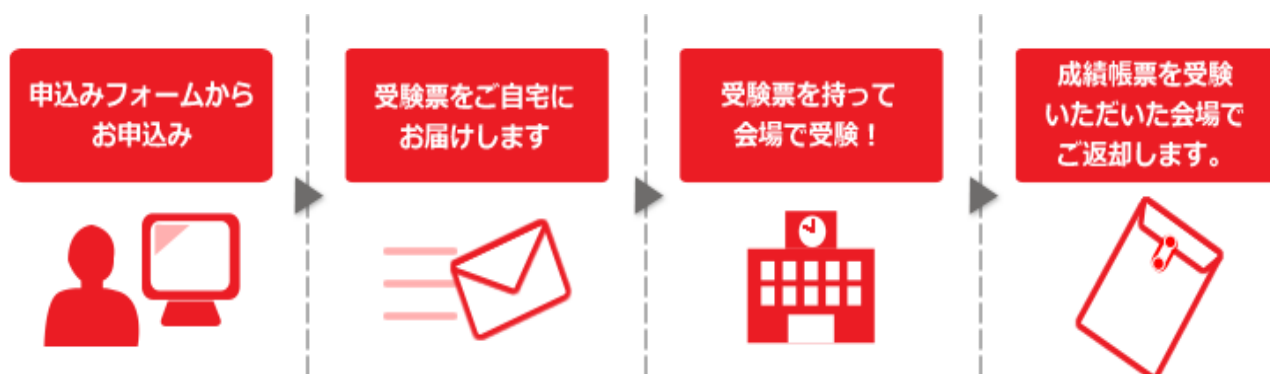 申込みフォームから
お申込み
受験票をご自宅に
お届けします
受験票を持って
会場で受験！
成績帳票を受験
いただいた会場で
ご返却します。